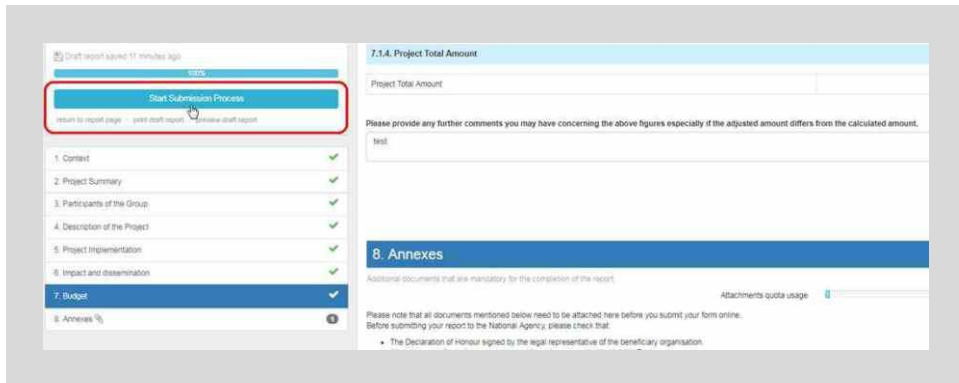 Draft report saved 11 minutes ago
100%
Start Submission Process
return to report page - print draft report - preview draft report
1. Context
2. Project Summary
3. Participants of the Group
4. Description of the Project
5. Project Implementation
6. Impact and dissemination
7. Budget
8. Annexes
1
7.1.4. Project Total Amount
Project Total Amount
Please provide any further comments you may have concerning the above figures especially if the adjusted amount differs from the calculated amount.
test
8. Annexes
Additional documents that are mandatory for the completion of the report.
Attachments quota usage
Please note that all documents mentioned below need to be attached here before you submit your form online.
Before submitting your report to the National Agency, please check that:
• The Declaration of Honour signed by the legal representative of the beneficiary organisation.